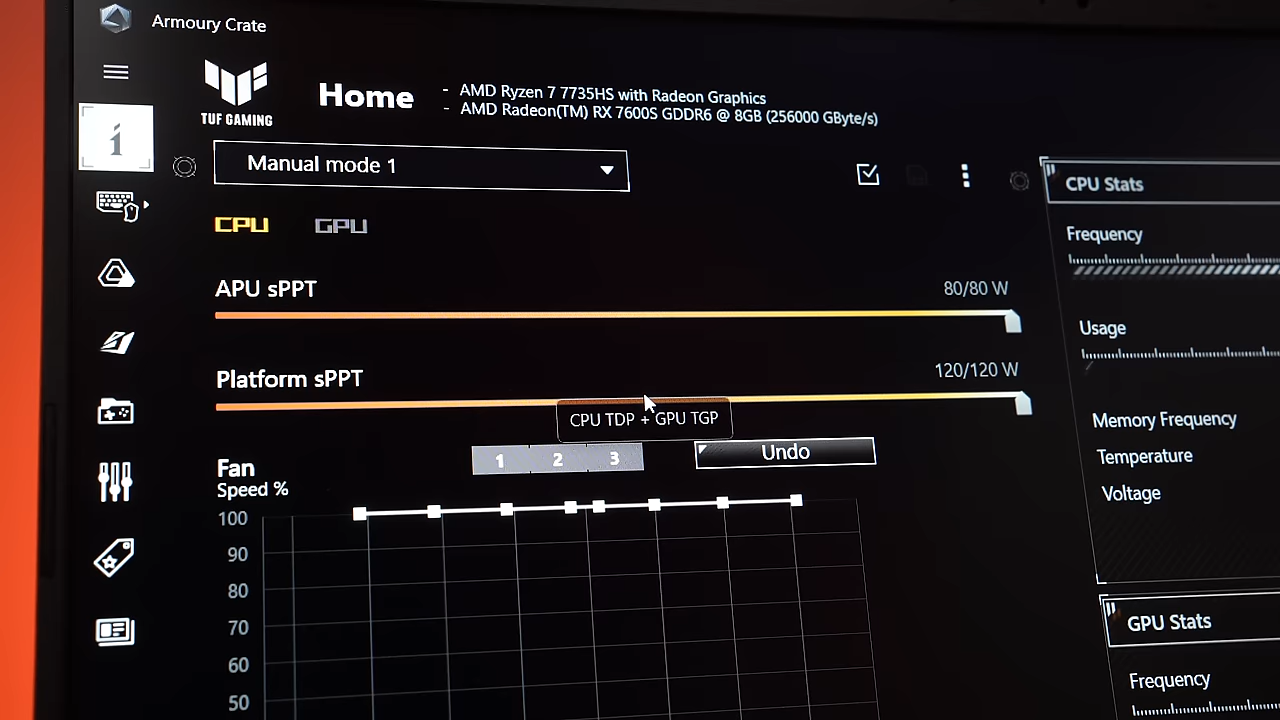 Armoury Crate
TUF GAMING
Home
- AMD Ryzen 7 7735HS with Radeon Graphics
- AMD Radeon(TM) RX 7600S GDDR6 @ 8GB (256000 GByte/s)
Manual mode 1
CPU GPU
APU sPPT 80/80 W
Platform sPPT 120/120 W
CPU TDP + GPU TGP
1 2 3
Undo
Fan
Speed %
100
90
80
70
60
50
CPU Stats
Frequency
Usage
Memory Frequency
Temperature
Voltage
GPU Stats
Frequency